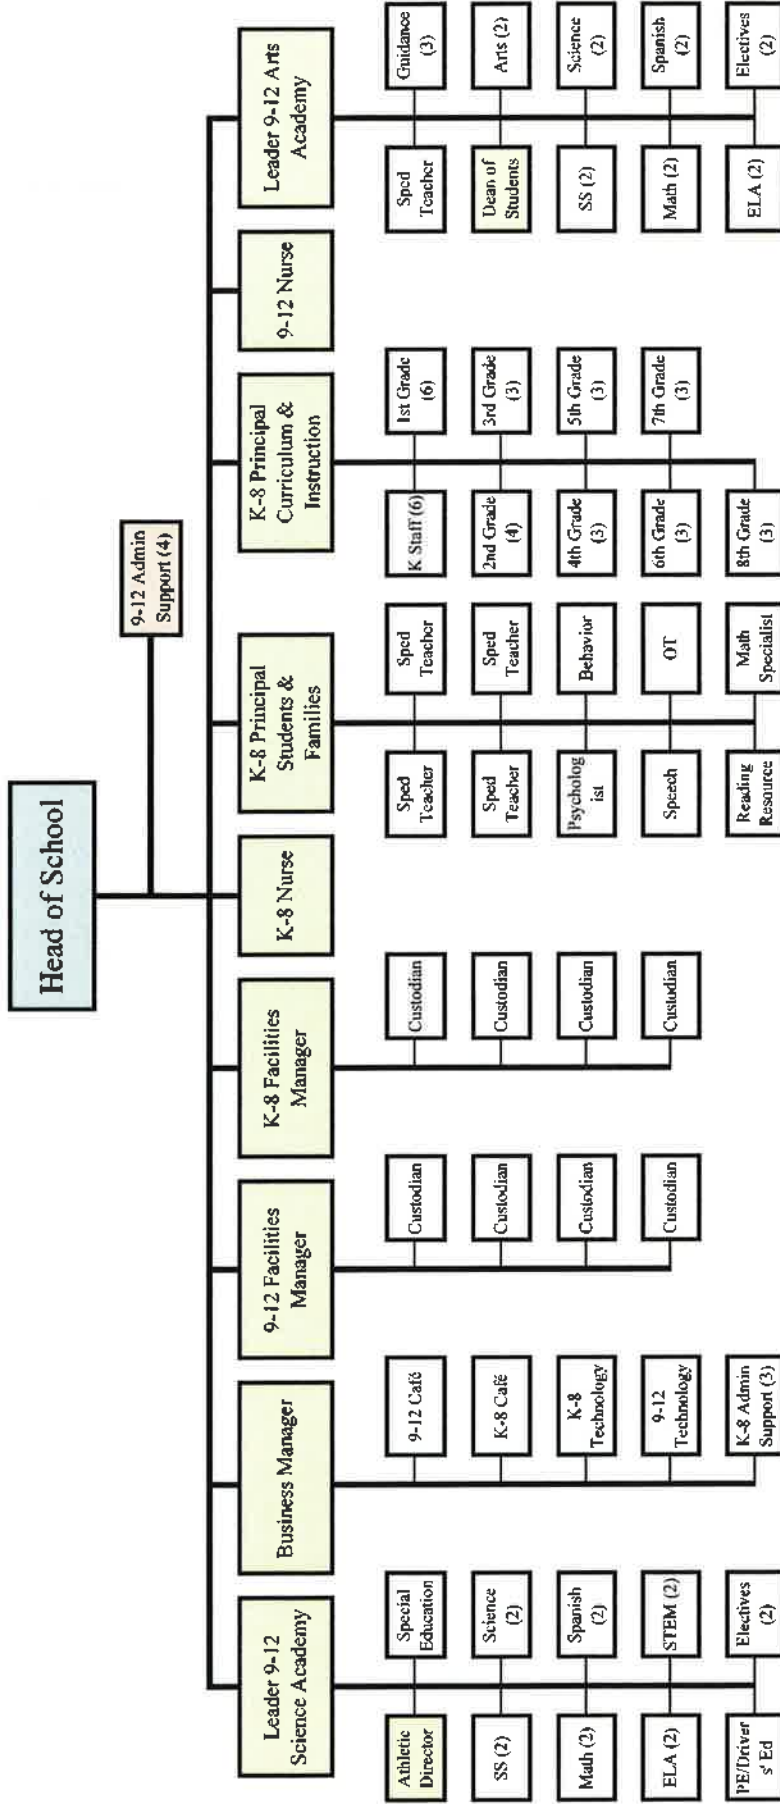 Head of School
9-12 Admin
Support (4)
Leader 9-12
Science Academy
Business Manager
9-12 Facilities
Manager
K-8 Facilities
Manager
K-8 Nurse
K-8 Principal
Students &
Families
K-8 Principal
Curriculum &
Instruction
9-12 Nurse
Leader 9-12 Arts
Academy
Athletic
Director
Special
Education
SS (2)
Science
(2)
Math (2)
Spanish
(2)
ELA (2)
STEM (2)
PE/Driver
s' Ed
Electives
(2)
9-12 Café
K-8 Café
K-8
Technology
9-12
Technology
K-8 Admin
Support (3)
Custodian
Custodian
Custodian
Custodian
Custodian
Custodian
Custodian
Custodian
Sped
Teacher
Sped
Teacher
Sped
Teacher
Sped
Teacher
Psycholog
ist
Behavior
Speech
OT
Reading
Resource
Math
Specialist
K Staff (6)
1st Grade
(6)
2nd Grade
(4)
3rd Grade
(3)
4th Grade
(3)
5th Grade
(3)
6th Grade
(3)
7th Grade
(3)
8th Grade
(3)
Sped
Teacher
Guidance
(3)
Dean of
Students
Arts (2)
SS (2)
Science
(2)
Math (2)
Spanish
(2)
ELA (2)
Electives
(2)